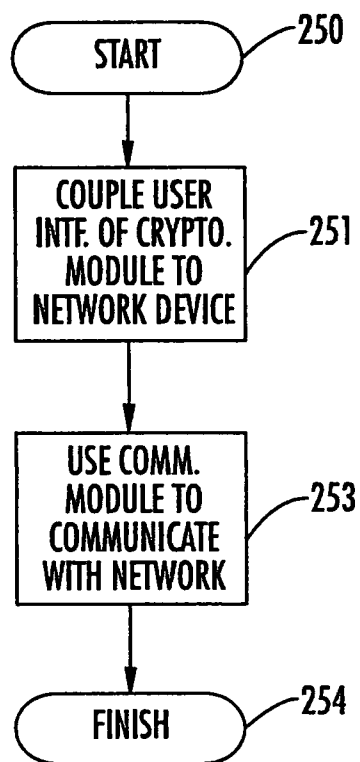 START
250
COUPLE USER
INTF. OF CRYPTO.
MODULE TO
NETWORK DEVICE
251
USE COMM.
MODULE TO
COMMUNICATE
WITH NETWORK
253
FINISH
254